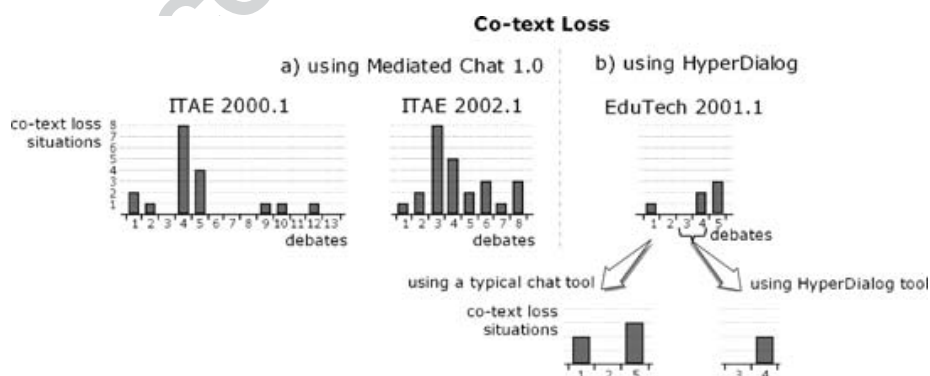 Co-text Loss
a) using Mediated Chat 1.0
b) using HyperDialog
ITAE 2000.1
ITAE 2002.1
EduTech 2001.1
co-text loss
situations
8
7
6
5
4
3
2
1
1 2 3 4 5 6 7 8 9 10 11 12 13
debates
1 2 3 4 5 6 7 8
debates
1 2 3 4 5
debates
using a typical chat tool
using HyperDialog tool
co-text loss
situations
1 2 5
3 4